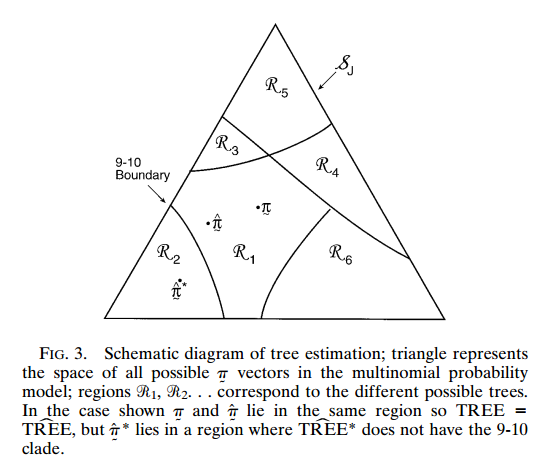 𝒮J
ℛ5
ℛ3
9-10
Boundary
ℛ4
•π
•π̂
ℛ2
ℛ1
ℛ6
π̂*
FIG. 3. Schematic diagram of tree estimation; triangle represents
the space of all possible π vectors in the multinomial probability
model; regions ℛ1, ℛ2. . . correspond to the different possible trees.
In the case shown π and π̂ lie in the same region so TREE =
T̂REE, but π̂* lies in a region where T̂REE* does not have the 9-10
clade.